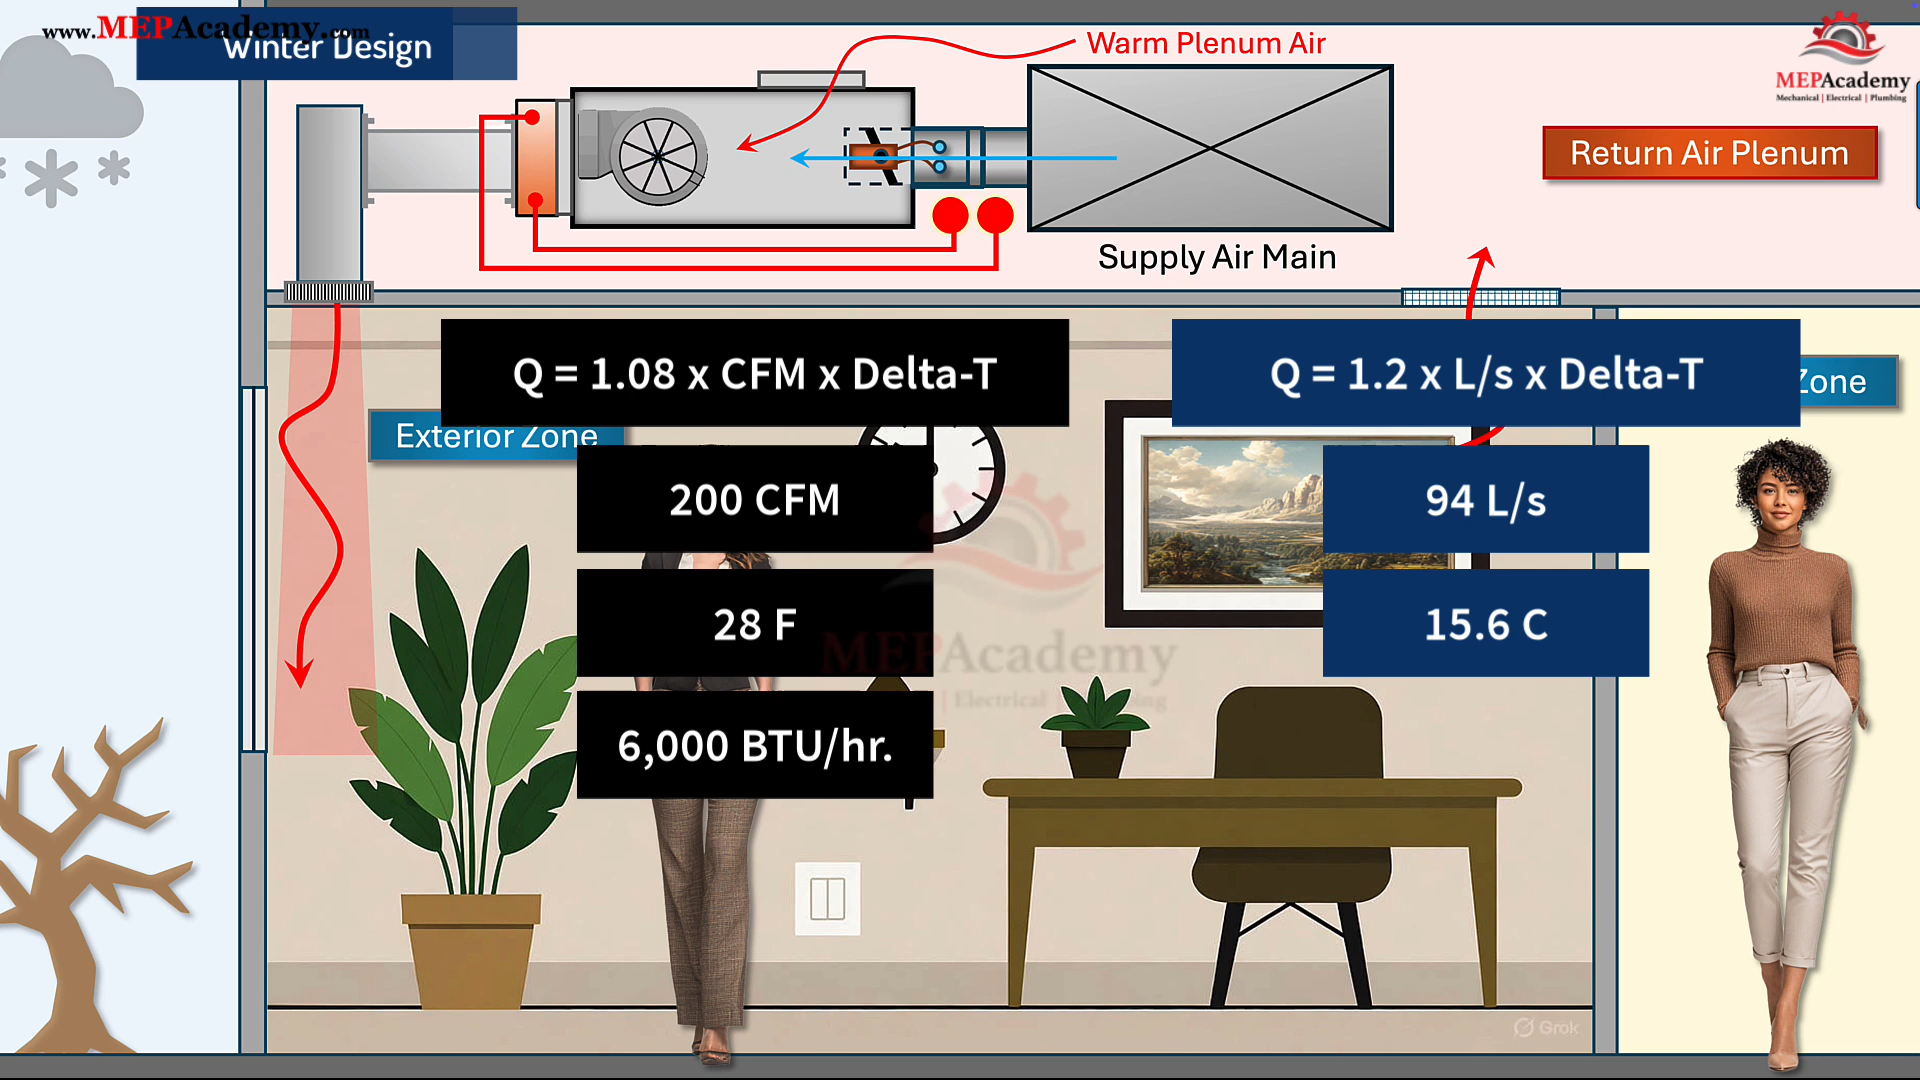 www.MEPAcademy.com
Winter Design
Warm Plenum Air
MEPAcademy
Mechanical | Electrical | Plumbing
Return Air Plenum
Supply Air Main
Q = 1.08 x CFM x Delta-T
Q = 1.2 x L/s x Delta-T
Zone
Exterior Zone
200 CFM
94 L/s
28 F
15.6 C
MEPAcademy
Electrical
6,000 BTU/hr.
Grok